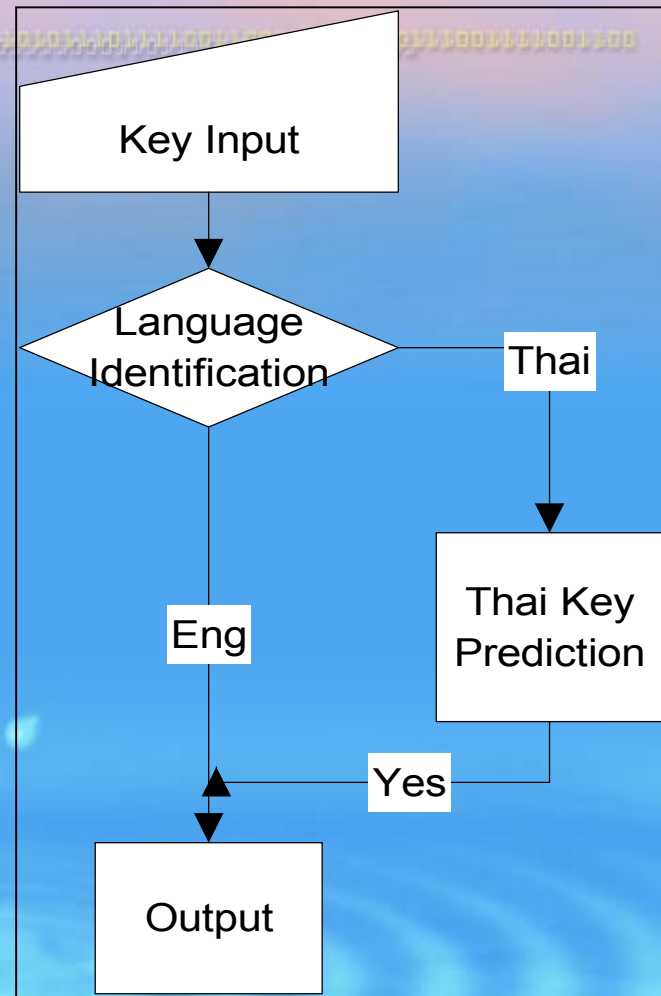 Key Input
Language
Identification
Thai
Thai Key
Prediction
Eng
Yes
Output